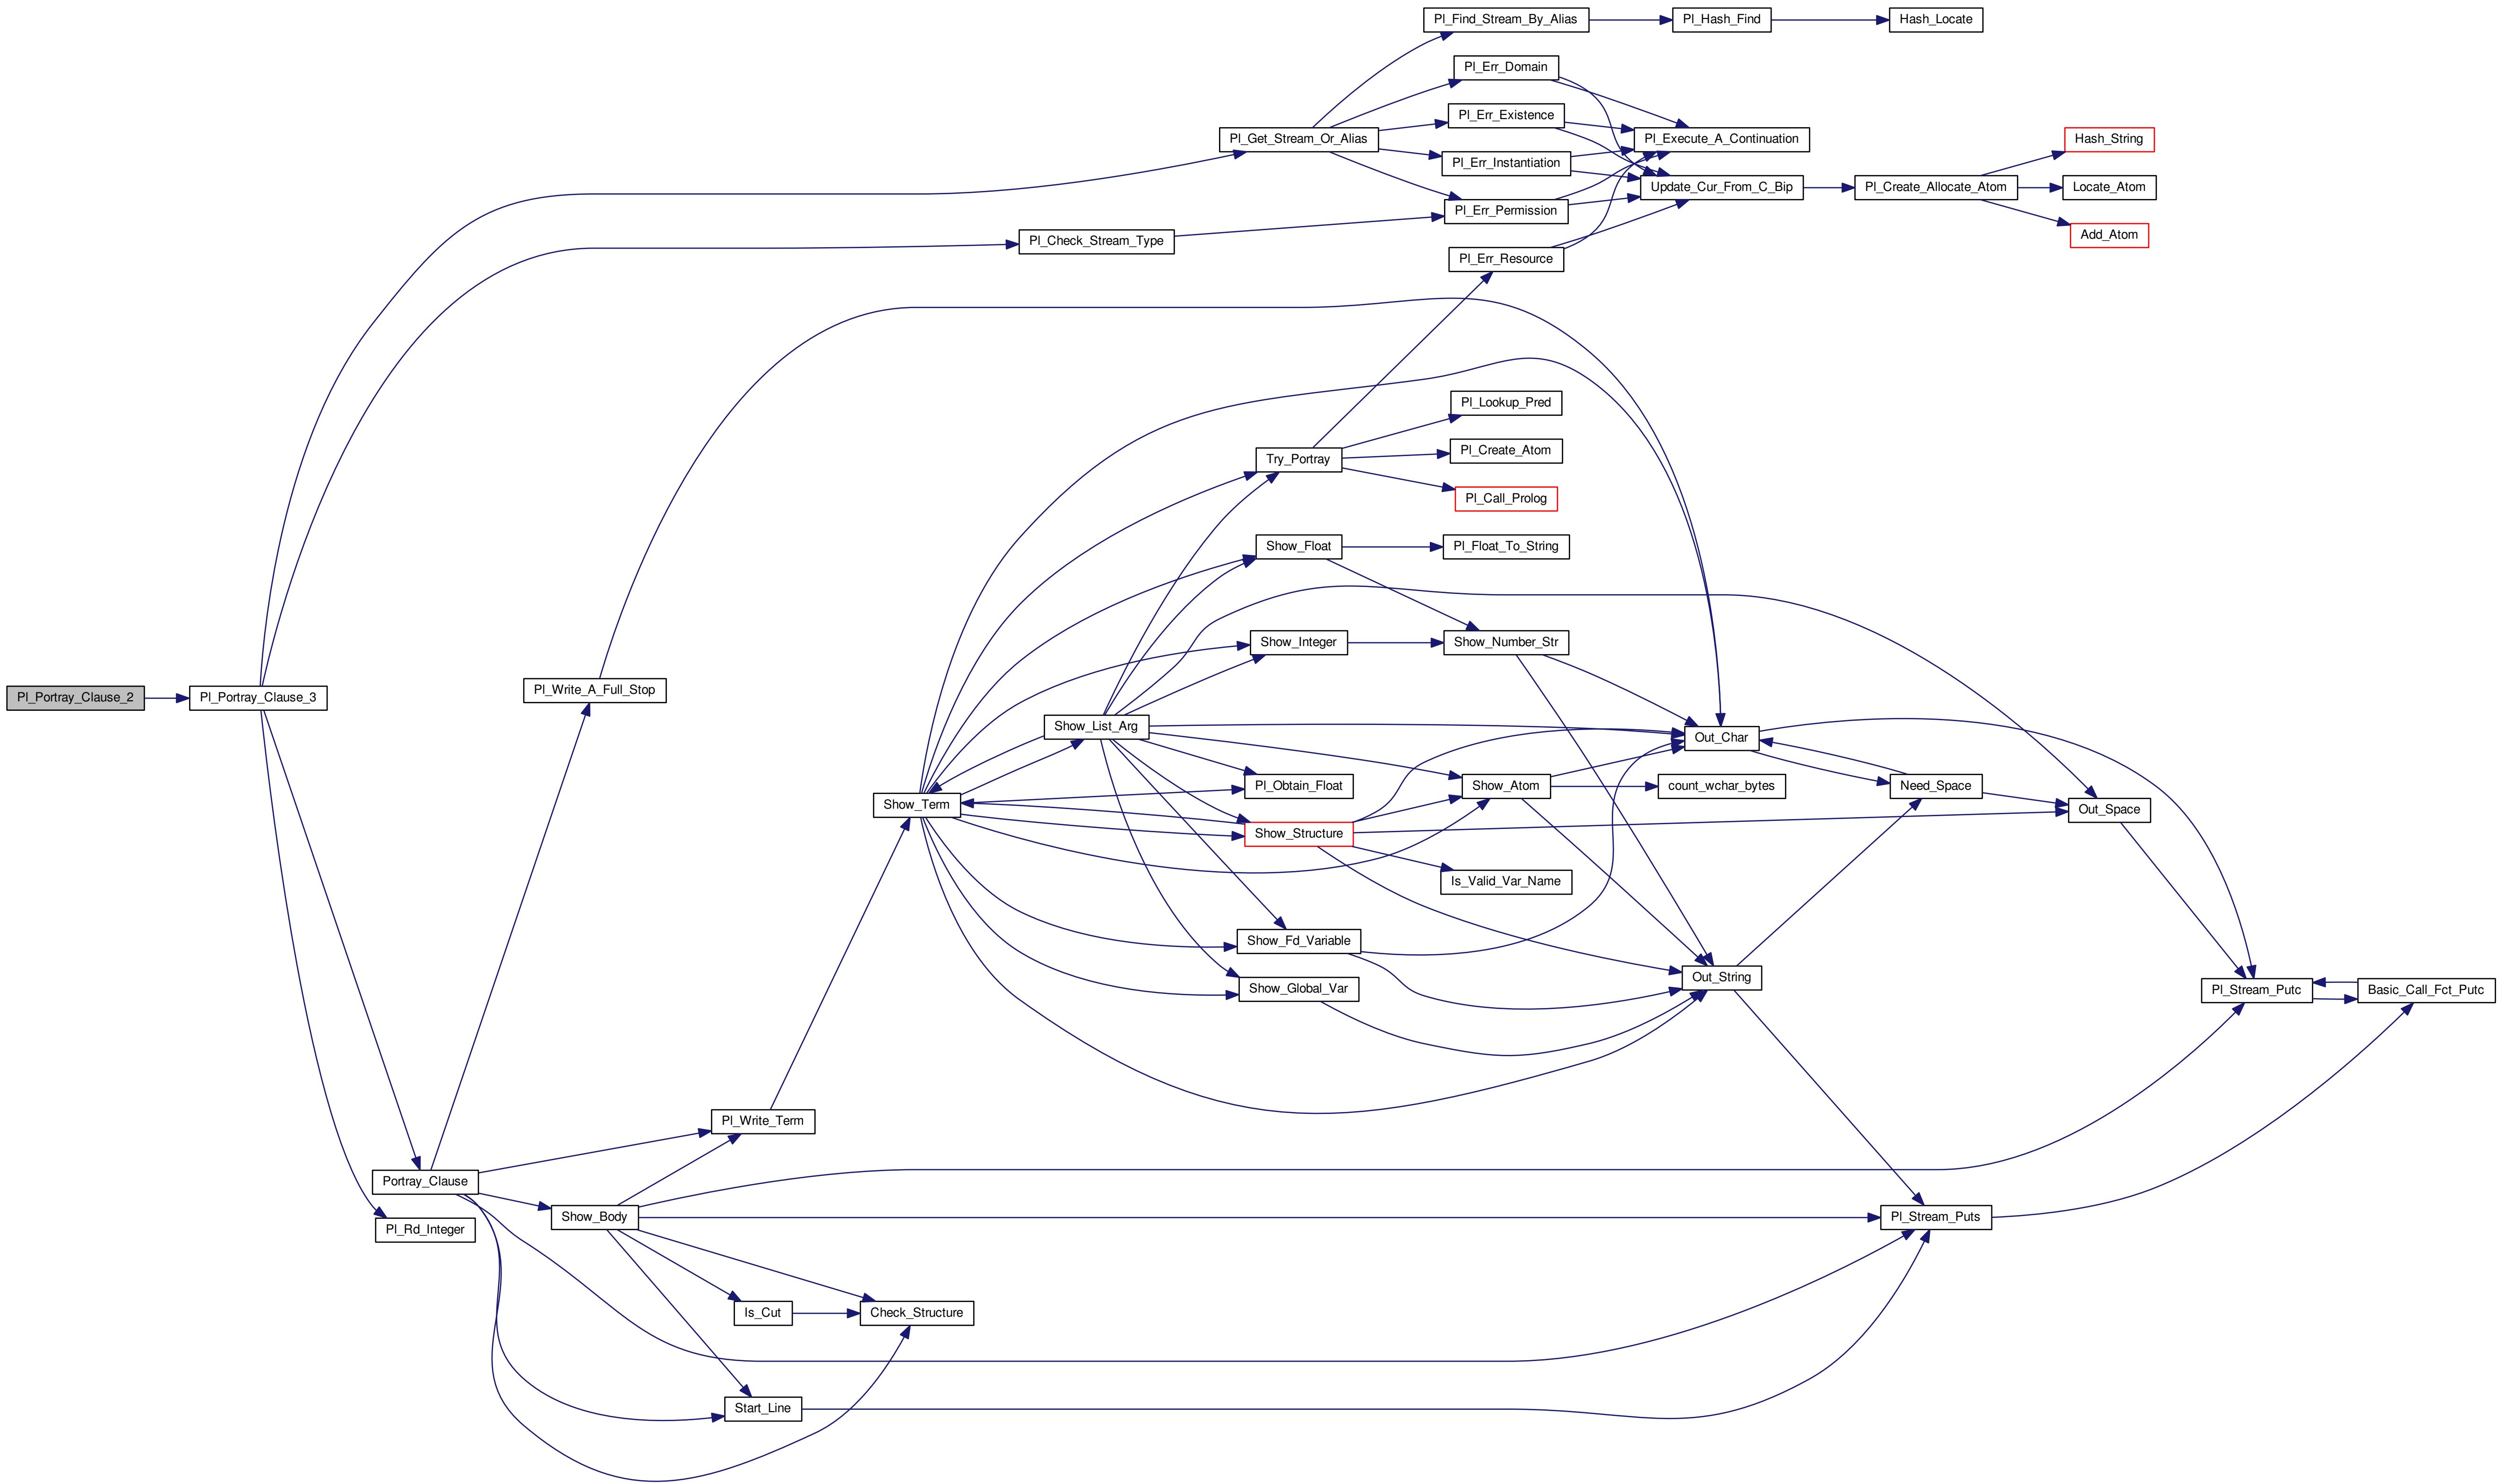 Pl_Find_Stream_By_Alias
Pl_Hash_Find
Hash_Locate
Pl_Err_Domain
Pl_Err_Existence
Pl_Get_Stream_Or_Alias
Pl_Execute_A_Continuation
Hash_String
Pl_Err_Instantiation
Update_Cur_From_C_Bip
Pl_Create_Allocate_Atom
Locate_Atom
Pl_Err_Permission
Pl_Check_Stream_Type
Add_Atom
Pl_Err_Resource
Pl_Lookup_Pred
Try_Portray
Pl_Create_Atom
Pl_Call_Prolog
Show_Float
Pl_Float_To_String
Show_Integer
Show_Number_Str
Pl_Write_A_Full_Stop
Pl_Portray_Clause_2
Pl_Portray_Clause_3
Show_List_Arg
Out_Char
Pl_Obtain_Float
Show_Atom
count_wchar_bytes
Need_Space
Show_Term
Out_Space
Show_Structure
Is_Valid_Var_Name
Show_Fd_Variable
Out_String
Show_Global_Var
Pl_Stream_Putc
Basic_Call_Fct_Putc
Pl_Write_Term
Portray_Clause
Show_Body
Pl_Stream_Puts
Pl_Rd_Integer
Is_Cut
Check_Structure
Start_Line